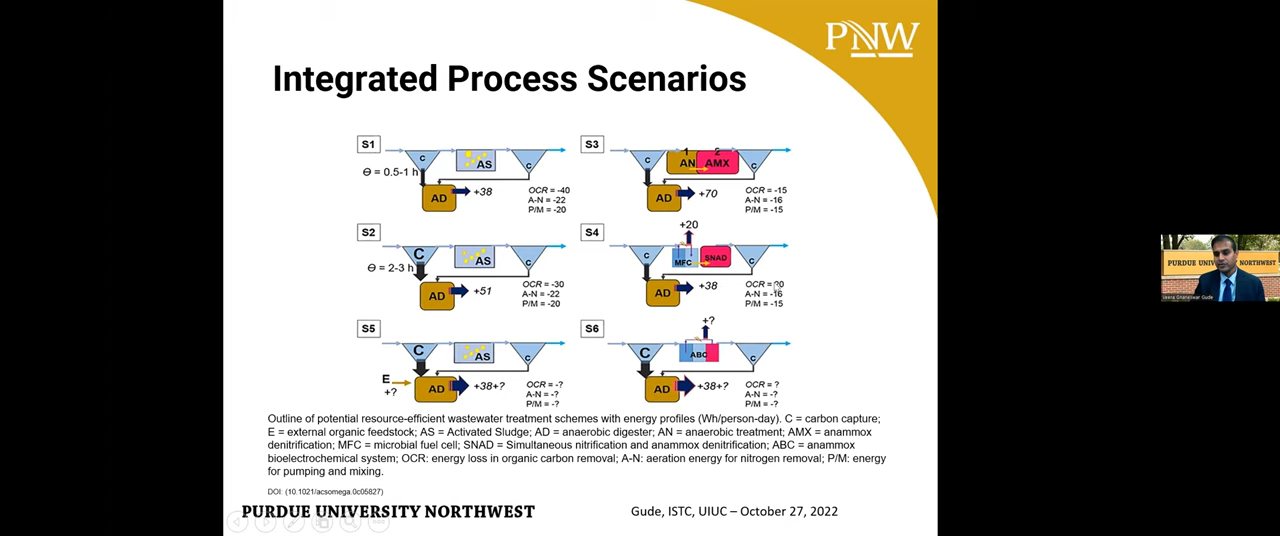 PNW
Integrated Process Scenarios
S1
C
AS
C
Ө = 0.5-1 h
AD
+38
OCR = -40
A-N = -22
P/M = -20
S3
C
1
2
AN
AMX
C
AD
+70
OCR = -15
A-N = -16
P/M = -15
S2
C
AS
C
Ө = 2-3 h
AD
+51
OCR = -30
A-N = -22
P/M = -20
S4
+20
C
MFC
SNAD
C
AD
+38
OCR =
A-N = -16
P/M = -15
S5
C
AS
C
E
+?
AD
+38+?
OCR = -?
A-N = -?
P/M = -?
S6
+?
C
ABC
C
AD
+38+?
OCR = ?
A-N = -?
P/M = -?
Outline of potential resource-efficient wastewater treatment schemes with energy profiles (Wh/person-day). C = carbon capture;
E = external organic feedstock; AS = Activated Sludge; AD = anaerobic digester; AN = anaerobic treatment; AMX = anammox
denitrification; MFC = microbial fuel cell; SNAD = Simultaneous nitrification and anammox denitrification; ABC = anammox
bioelectrochemical system; OCR: energy loss in organic carbon removal; A-N: aeration energy for nitrogen removal; P/M: energy
for pumping and mixing.
DOI: (10.1021/acsomega.0c05827)
PURDUE UNIVERSITY NORTHWEST
Gude, ISTC, UIUC – October 27, 2022
PURDUE UNIV NORTHWEST
Veera Gnaneswar Gude